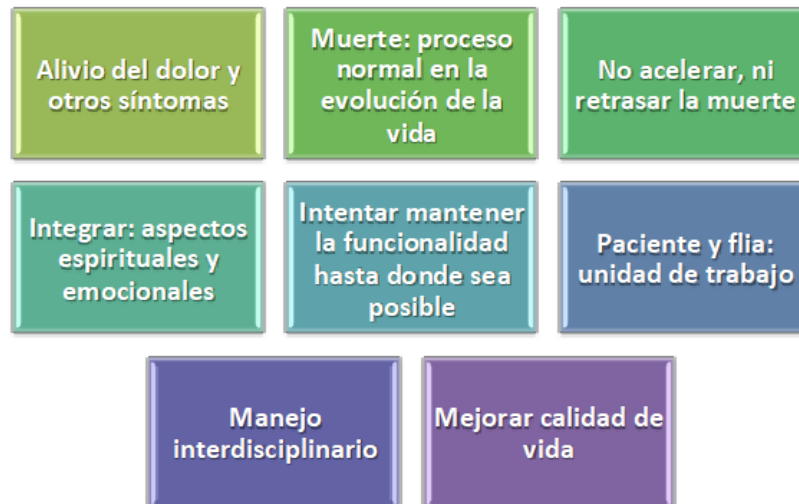 Alivio del dolor y
otros síntomas
Muerte: proceso
normal en la
evolución de la
vida
No acelerar, ni
retrasar la muerte
Integrar: aspectos
espirituales y
emocionales
Intentar mantener
la funcionalidad
hasta donde sea
posible
Paciente y flia:
unidad de trabajo
Manejo
interdisciplinario
Mejorar calidad de
vida